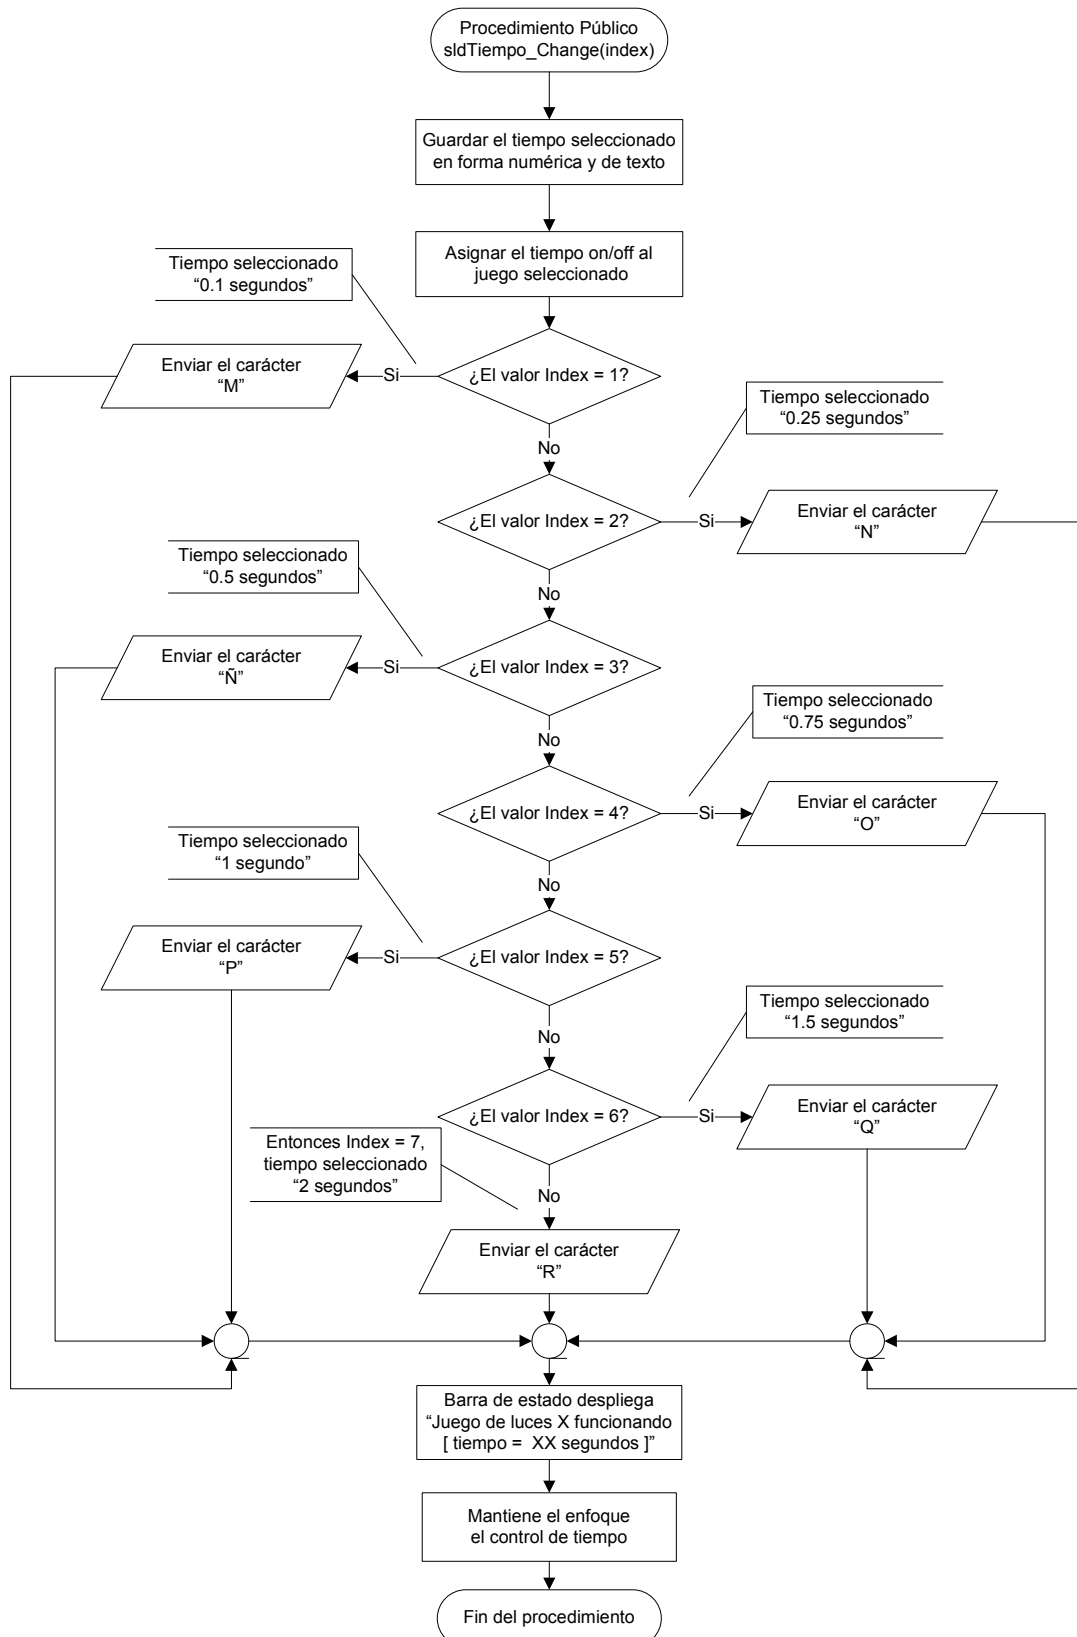 Procedimiento Público
sldTiempo_Change(index)
Guardar el tiempo seleccionado
en forma numérica y de texto
Asignar el tiempo on/off al
juego seleccionado
Tiempo seleccionado
“0.1 segundos”
Enviar el carácter
“M”
Si
¿El valor Index = 1?
No
Tiempo seleccionado
“0.25 segundos”
¿El valor Index = 2?
Si
Enviar el carácter
“N”
No
Tiempo seleccionado
“0.5 segundos”
Enviar el carácter
“Ñ”
Si
¿El valor Index = 3?
No
Tiempo seleccionado
“0.75 segundos”
¿El valor Index = 4?
Si
Enviar el carácter
“O”
No
Tiempo seleccionado
“1 segundo”
Enviar el carácter
“P”
Si
¿El valor Index = 5?
No
Tiempo seleccionado
“1.5 segundos”
¿El valor Index = 6?
Si
Enviar el carácter
“Q”
Entonces Index = 7,
tiempo seleccionado
“2 segundos”
No
Enviar el carácter
“R”
Barra de estado despliega
“Juego de luces X funcionando
[ tiempo =  XX segundos ]”
Mantiene el enfoque
el control de tiempo
Fin del procedimiento